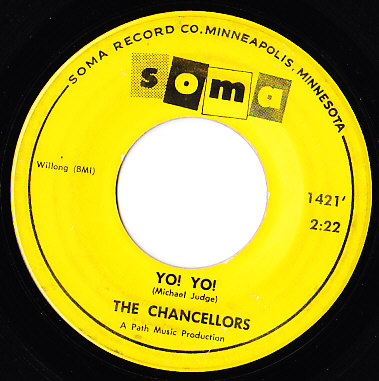 SOMA RECORD CO. MINNEAPOLIS, MINNESOTA
soma
Willong (BMI)
1421'
2:22
YO! YO!
(Michael Judge)
THE CHANCELLORS
A Path Music Production